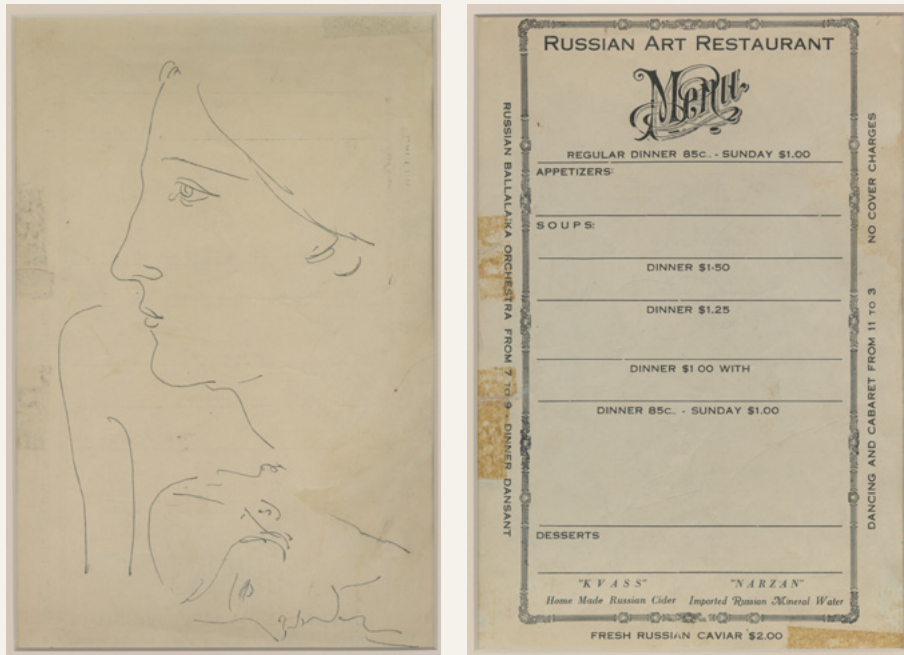 RUSSIAN ART RESTAURANT
Menu
REGULAR DINNER 85c. - SUNDAY $1.00
APPETIZERS:
SOUPS:
DINNER $1.50
DINNER $1.25
DINNER $1 00 WITH
DINNER 85c. - SUNDAY $1.00
DESSERTS
"KVASS"
Home Made Russian Cider
"NARZAN"
Imported Russian Mineral Water
FRESH RUSSIAN CAVIAR $2.00
RUSSIAN BALLALAIKA ORCHESTRA FROM 7 TO 9 - DINNER DANSANT
NO COVER CHARGES
DANCING AND CABARET FROM 11 TO 3